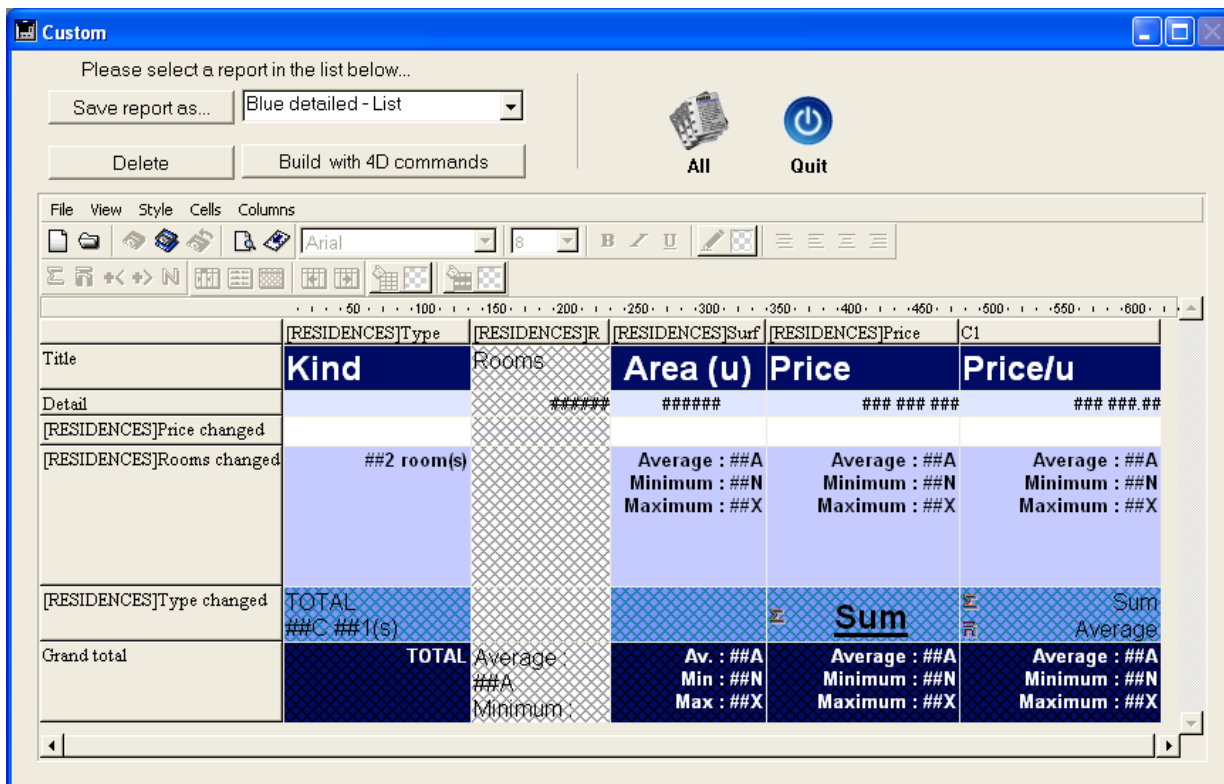 Custom
Please select a report in the list below...
Save report as...
Blue detailed - List
Delete
Build with 4D commands
All
Quit
File View Style Cells Columns
Arial
8
B I U
Σ N
50 100 150 200 250 300 350 400 450 500 550 600
[RESIDENCES]Type [RESIDENCES]R [RESIDENCES]Surf [RESIDENCES]Price C1
Title
Kind Rooms Area (u) Price Price/u
Detail
###### ###### ### ### ### ### ###.##
[RESIDENCES]Price changed
[RESIDENCES]Rooms changed
##2 room(s)
Average : ##A Average : ##A Average : ##A
Minimum : ##N Minimum : ##N Minimum : ##N
Maximum : ##X Maximum : ##X Maximum : ##X
[RESIDENCES]Type changed
TOTAL
##C ##1(s)
Σ Sum
Σ Sum
Average
Grand total
TOTAL
Average :
##A
Minimum :
Av. : ##A Average : ##A Average : ##A
Min : ##N Minimum : ##N Minimum : ##N
Max : ##X Maximum : ##X Maximum : ##X